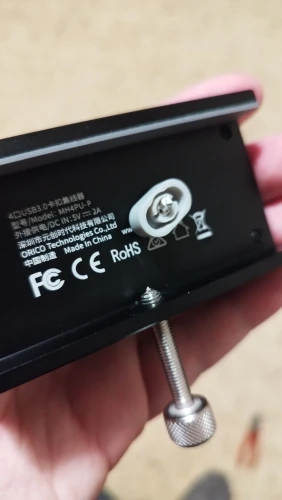 4口USB3.0卡扣集线器
型号/Model: MH4PU-P
外接供电/DC IN:5V⎓2A
深圳市元创时代科技有限公司
ORICO Technologies Co.,Ltd
中国制造 Made In China
www
FC CE RoHS